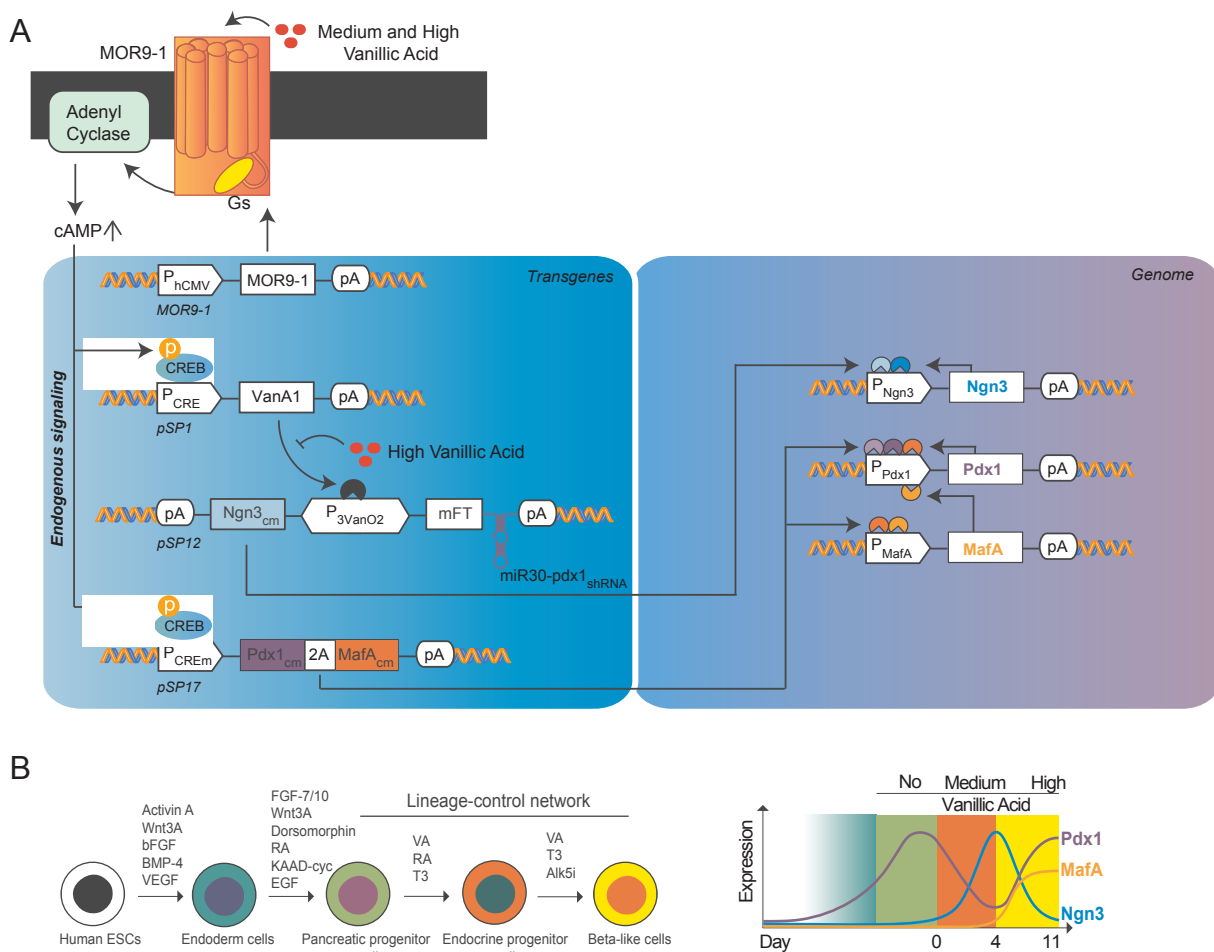 A
MOR9-1
Medium and High
Vanillic Acid
Adenyl
Cyclase
Gs
cAMP
Transgenes
Genome
Endogenous signaling
PhCMV
MOR9-1
pA
MOR9-1
p
CREB
PCRE
VanA1
pA
pSP1
High Vanillic Acid
pA
Ngn3cm
P3VanO2
mFT
pA
pSP12
miR30-pdx1shRNA
p
CREB
PCREm
Pdx1cm
2A
MafAcm
pA
pSP17
PNgn3
Ngn3
pA
PPdx1
Pdx1
pA
PMafA
MafA
pA
B
Activin A
Wnt3A
bFGF
BMP-4
VEGF
FGF-7/10
Wnt3A
Dorsomorphin
RA
KAAD-cyc
EGF
Lineage-control network
VA
RA
T3
VA
T3
Alk5i
Human ESCs
Endoderm cells
Pancreatic progenitor
Endocrine progenitor
Beta-like cells
No
Medium
High
Vanillic Acid
Expression
Pdx1
MafA
Ngn3
Day
0
4
11